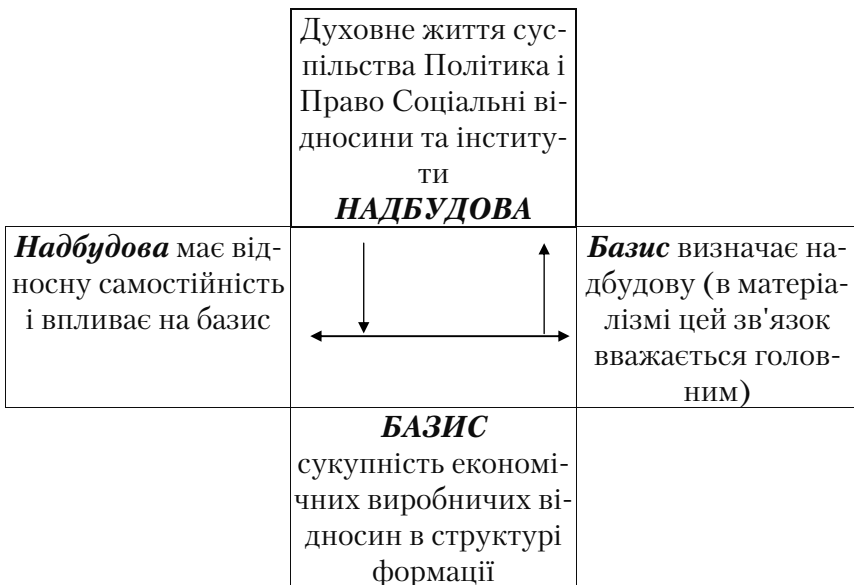 Духовне життя сус-
пільства Політика і
Право Соціальні ві-
дносини та інститу-
ти
НАДБУДОВА
Надбудова має від-
носну самостійність
і впливає на базис
Базис визначає на-
дбудову (в матеріа-
лізмі цей зв'язок
вважається голов-
ним)
БАЗИС
сукупність економі-
чних виробничих ві-
дносин в структурі
формації